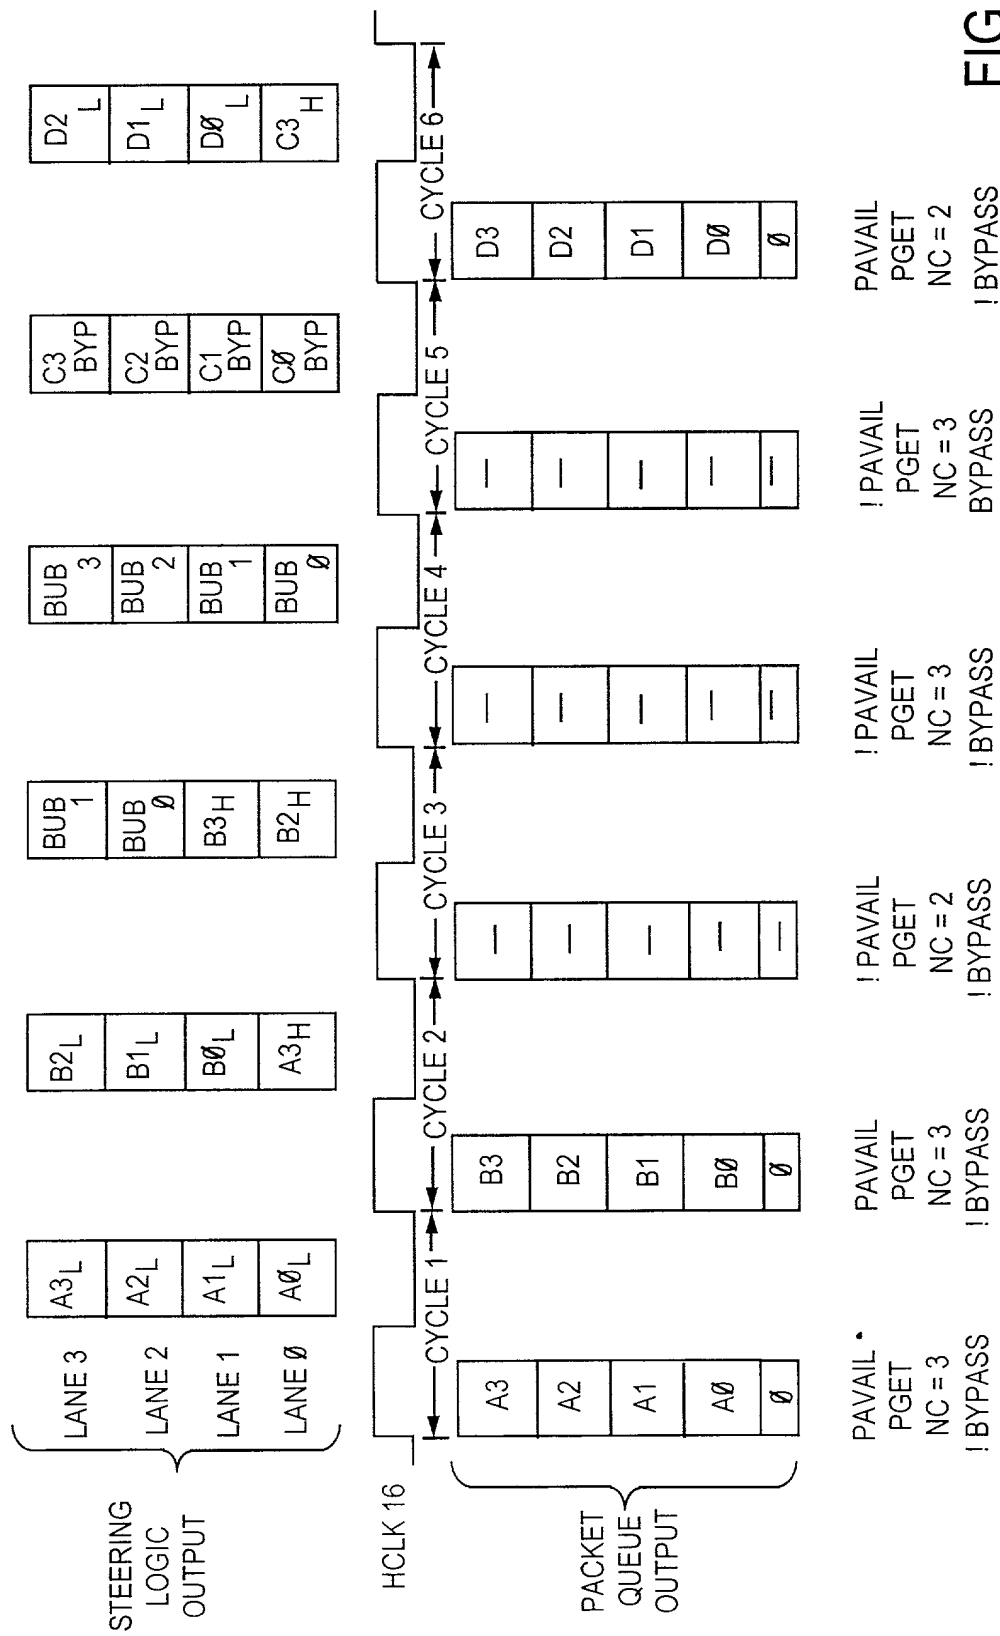 STEERING
LOGIC
OUTPUT
LANE 3 A3L B2L BUB 1 BUB 3 C3 BYP D2 L
LANE Ø A2L B1L BUB Ø BUB 2 C2 BYP D1 L
LANE 1 A1L BØL B3H BUB 1 C1 BYP DØ L
LANE Ø AØL A3H B2H BUB Ø CØ BYP C3 H
HCLK 16
CYCLE 1 CYCLE 2 CYCLE 3 CYCLE 4 CYCLE 5 CYCLE 6
PACKET
QUEUE
OUTPUT
A3 B3 — — — D3
A2 B2 — — — D2
A1 B1 — — — D1
AØ BØ — — — DØ
Ø Ø — — — Ø
PAVAIL PAVAIL !PAVAIL !PAVAIL !PAVAIL PAVAIL
PGET PGET PGET PGET PGET PGET
NC = 3 NC = 3 NC = 2 NC = 3 NC = 3 NC = 2
!BYPASS !BYPASS !BYPASS !BYPASS BYPASS !BYPASS
FIG